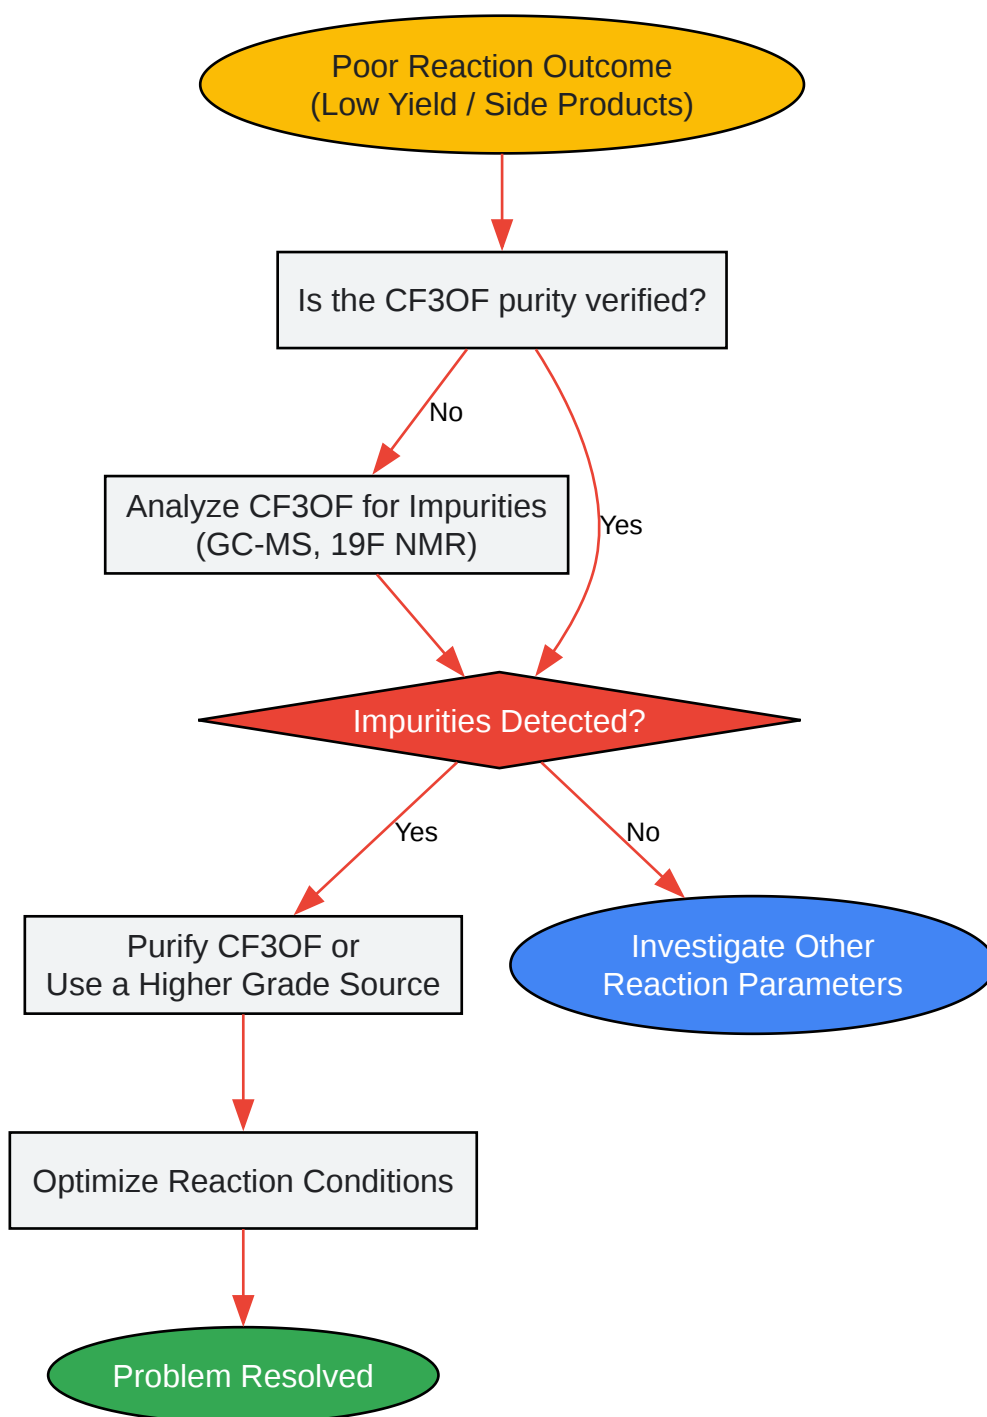 Poor Reaction Outcome
(Low Yield / Side Products)
Is the CF3OF purity verified?
No
Analyze CF3OF for Impurities
(GC-MS, 19F NMR)
Yes
Impurities Detected?
Yes
No
Purify CF3OF or
Use a Higher Grade Source
Investigate Other
Reaction Parameters
Optimize Reaction Conditions
Problem Resolved